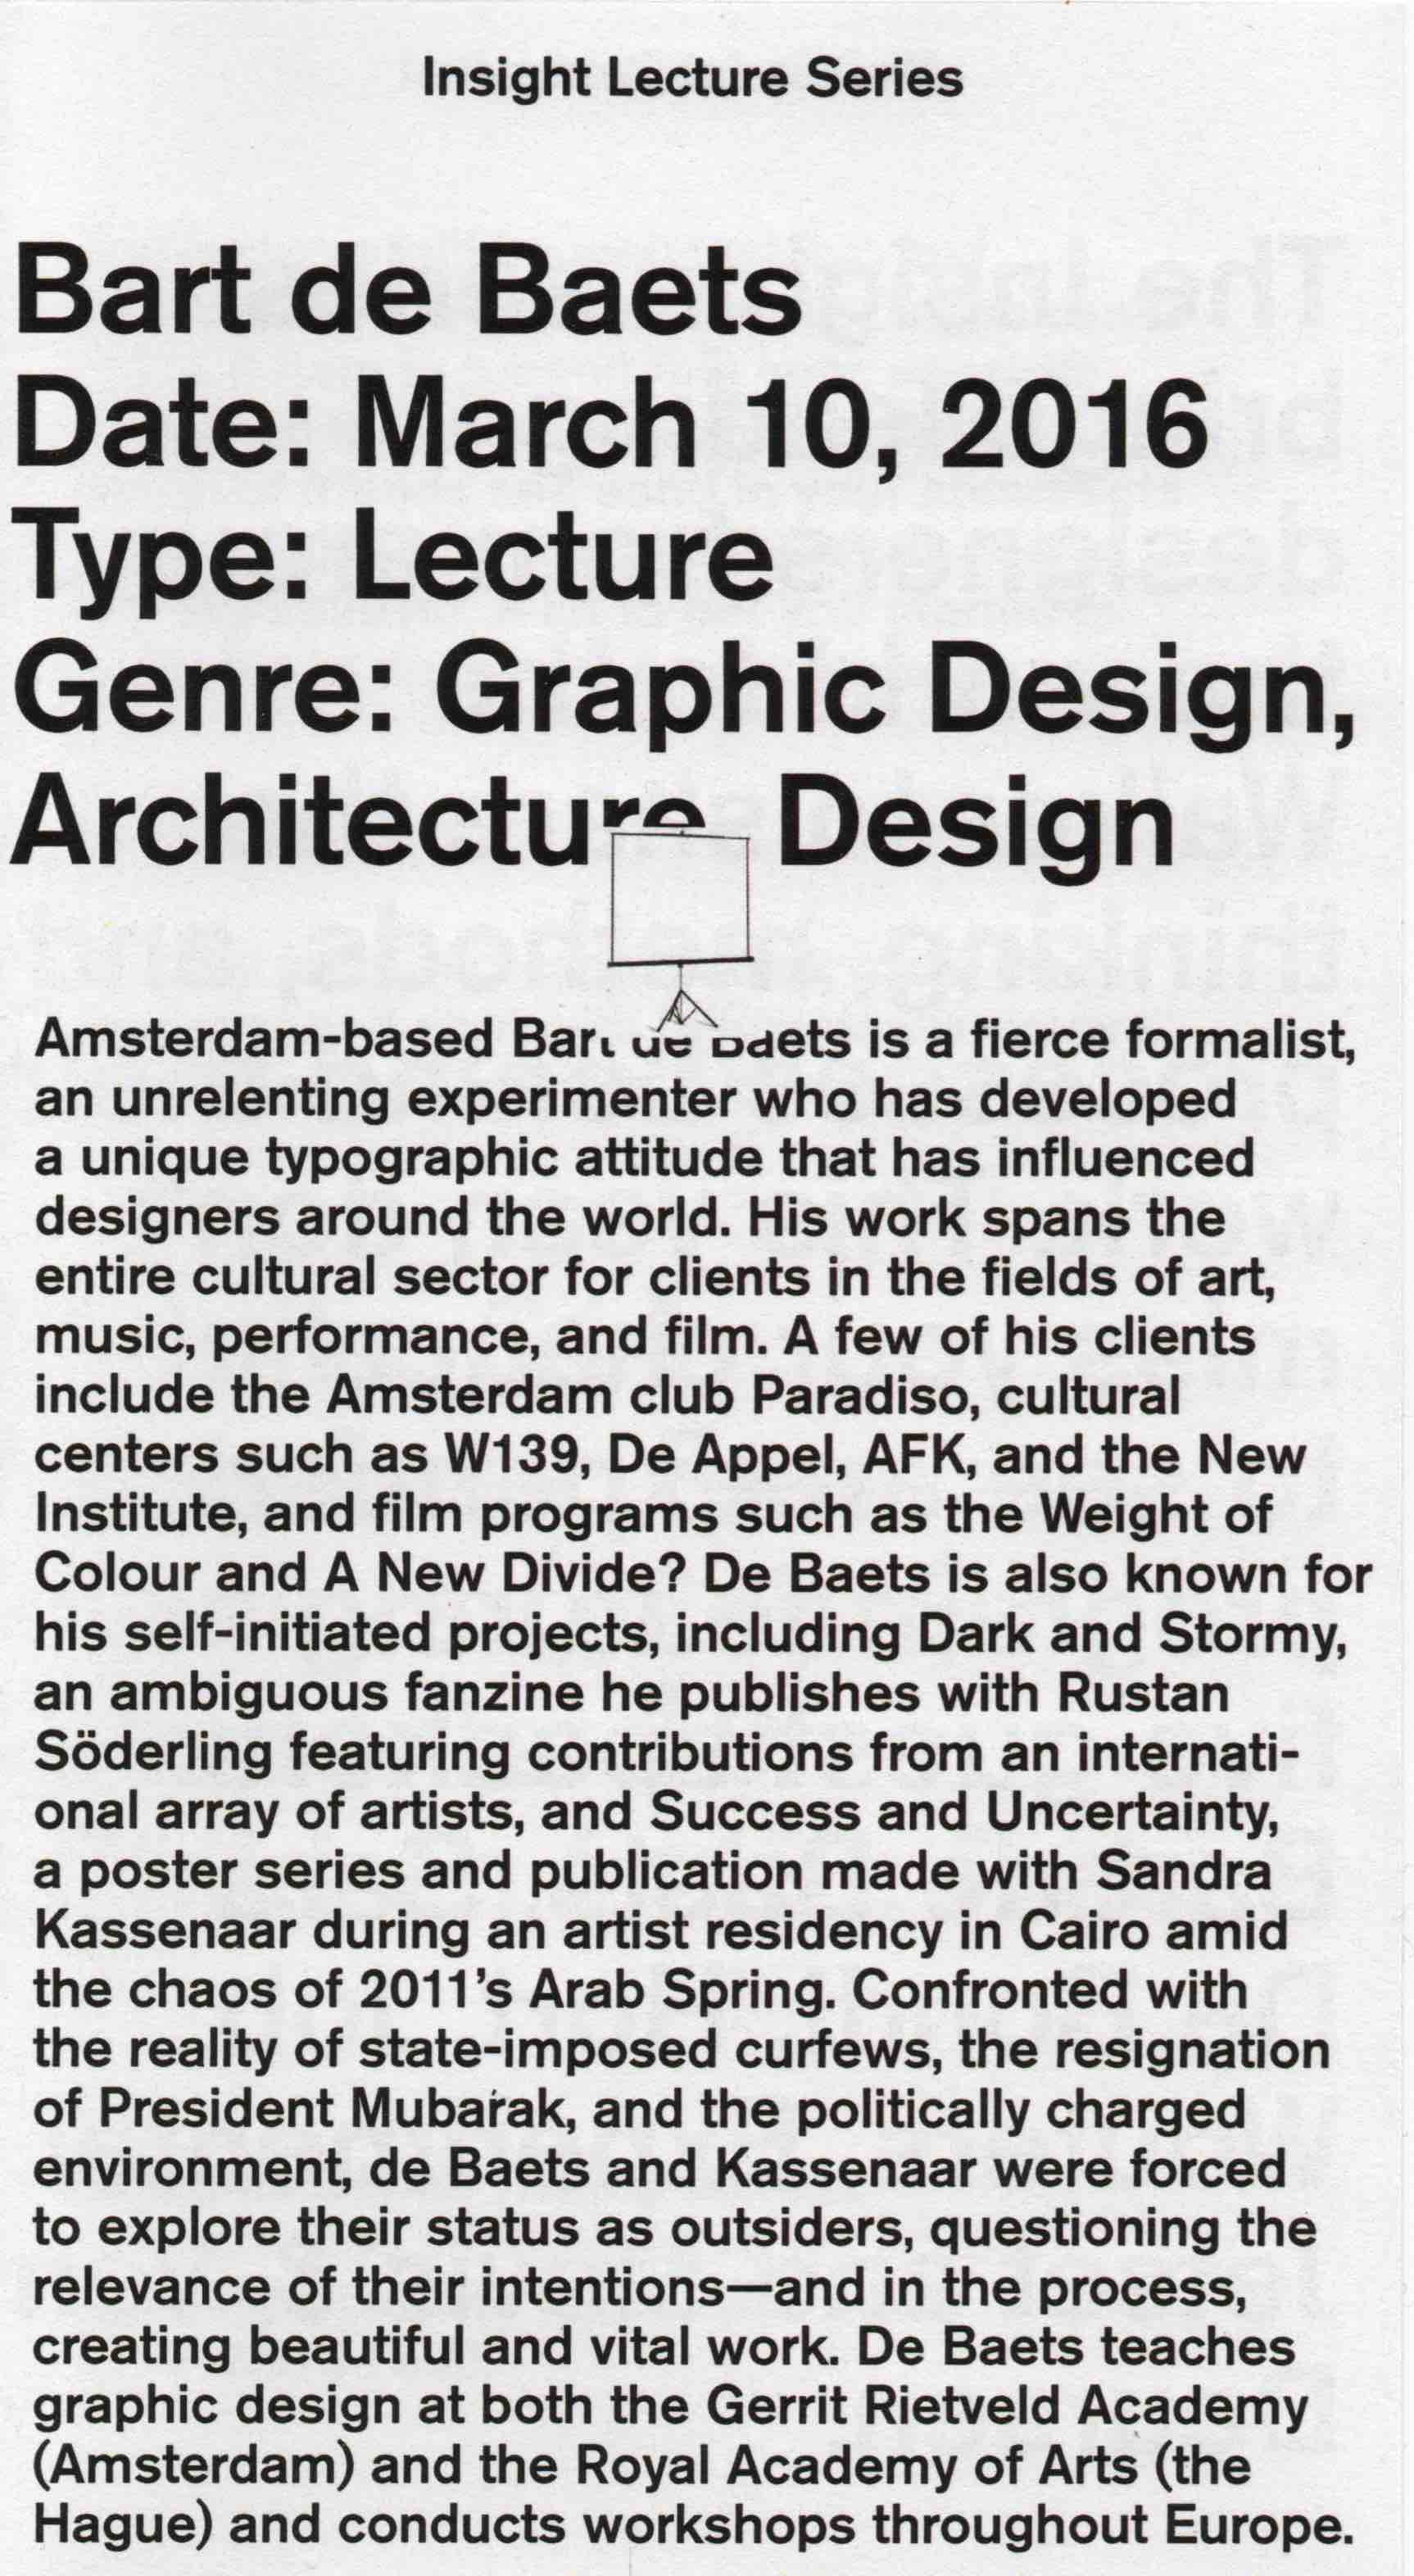 Insight Lecture Series
Bart de Baets
Date: March 10, 2016
Type: Lecture
Genre: Graphic Design,
Architecture, Design
Amsterdam-based Bart de Baets is a fierce formalist,
an unrelenting experimenter who has developed
a unique typographic attitude that has influenced
designers around the world. His work spans the
entire cultural sector for clients in the fields of art,
music, performance, and film. A few of his clients
include the Amsterdam club Paradiso, cultural
centers such as W139, De Appel, AFK, and the New
Institute, and film programs such as the Weight of
Colour and A New Divide? De Baets is also known for
his self-initiated projects, including Dark and Stormy,
an ambiguous fanzine he publishes with Rustan
Söderling featuring contributions from an internati-
onal array of artists, and Success and Uncertainty,
a poster series and publication made with Sandra
Kassenaar during an artist residency in Cairo amid
the chaos of 2011’s Arab Spring. Confronted with
the reality of state-imposed curfews, the resignation
of President Mubarak, and the politically charged
environment, de Baets and Kassenaar were forced
to explore their status as outsiders, questioning the
relevance of their intentions—and in the process,
creating beautiful and vital work. De Baets teaches
graphic design at both the Gerrit Rietveld Academy
(Amsterdam) and the Royal Academy of Arts (the
Hague) and conducts workshops throughout Europe.